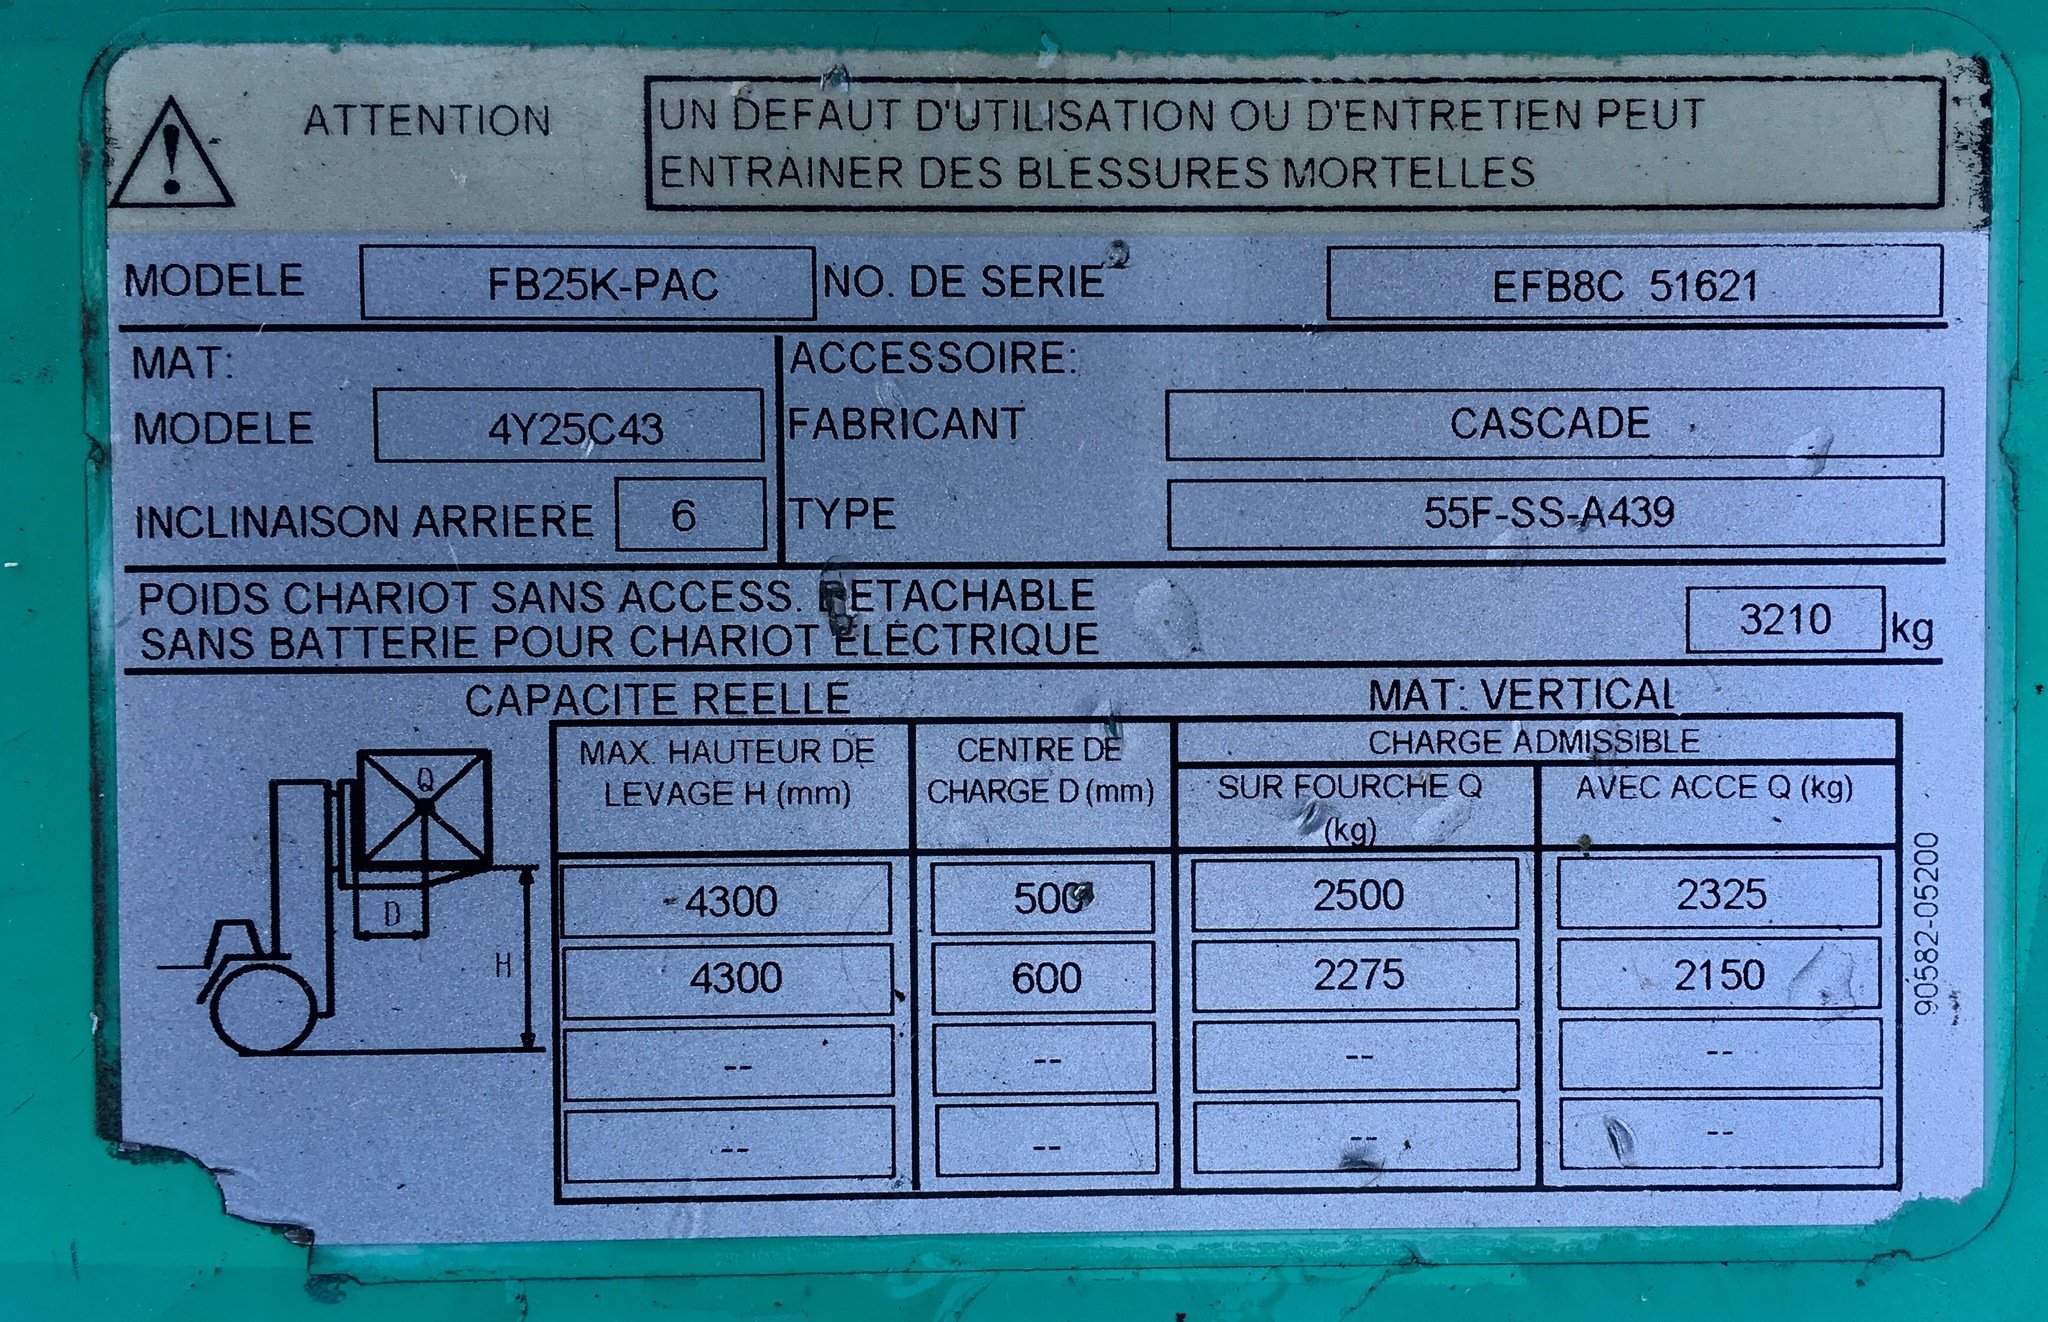 ATTENTION
UN DEFAUT D'UTILISATION OU D'ENTRETIEN PEUT
ENTRAINER DES BLESSURES MORTELLES
MODELE FB25K-PAC NO. DE SERIE EFB8C 51621
MAT:
MODELE 4Y25C43
INCLINAISON ARRIERE 6
ACCESSOIRE:
FABRICANT CASCADE
TYPE 55F-SS-A439
POIDS CHARIOT SANS ACCESS. DETACHABLE
SANS BATTERIE POUR CHARIOT ELECTRIQUE
3210 kg
CAPACITE REELLE MAT: VERTICAL
Q
D
H
MAX. HAUTEUR DE
LEVAGE H (mm)
CENTRE DE
CHARGE D (mm)
CHARGE ADMISSIBLE
SUR FOURCHE Q
(kg)
AVEC ACCE Q (kg)
4300 500 2500 2325
4300 600 2275 2150
-- -- -- --
-- -- -- --
90582-05200